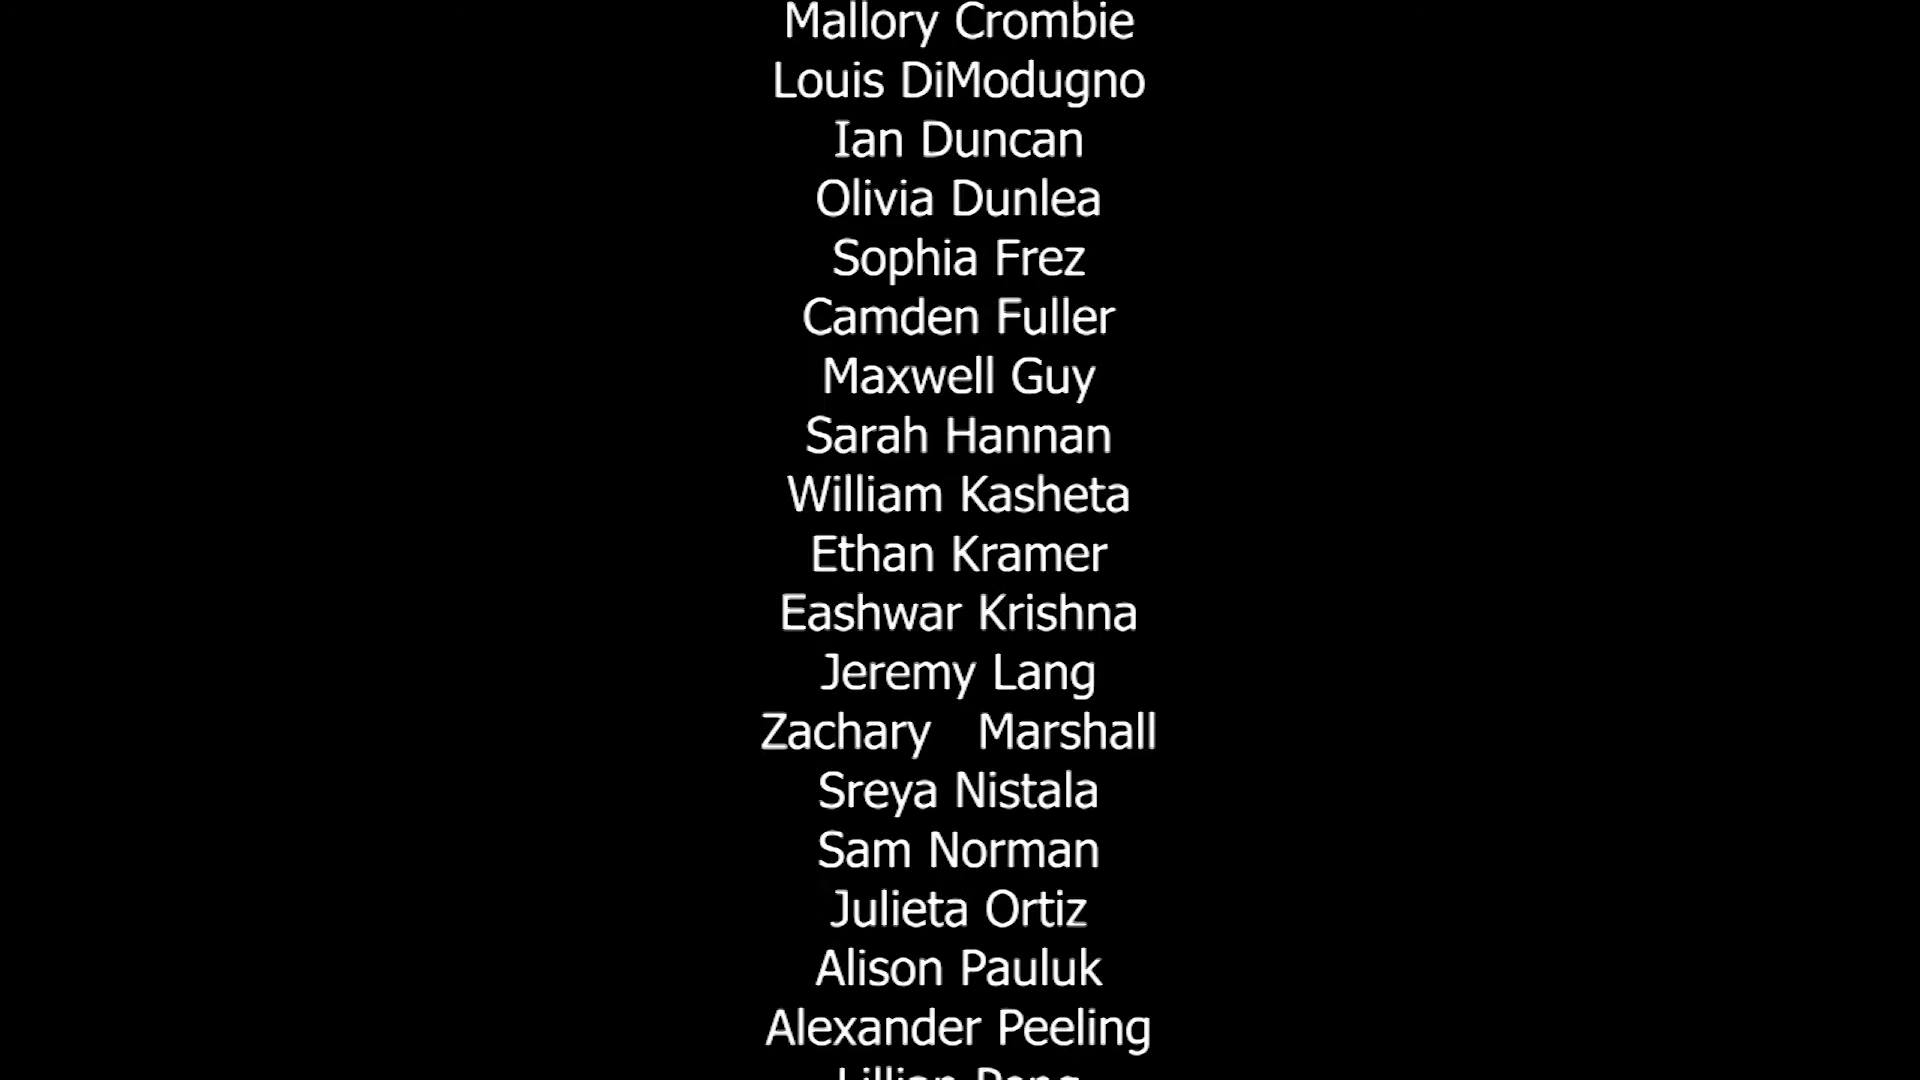 Mallory Crombie
Louis DiModugno
Ian Duncan
Olivia Dunlea
Sophia Frez
Camden Fuller
Maxwell Guy
Sarah Hannan
William Kasheta
Ethan Kramer
Eashwar Krishna
Jeremy Lang
Zachary   Marshall
Sreya Nistala
Sam Norman
Julieta Ortiz
Alison Pauluk
Alexander Peeling
Lillian